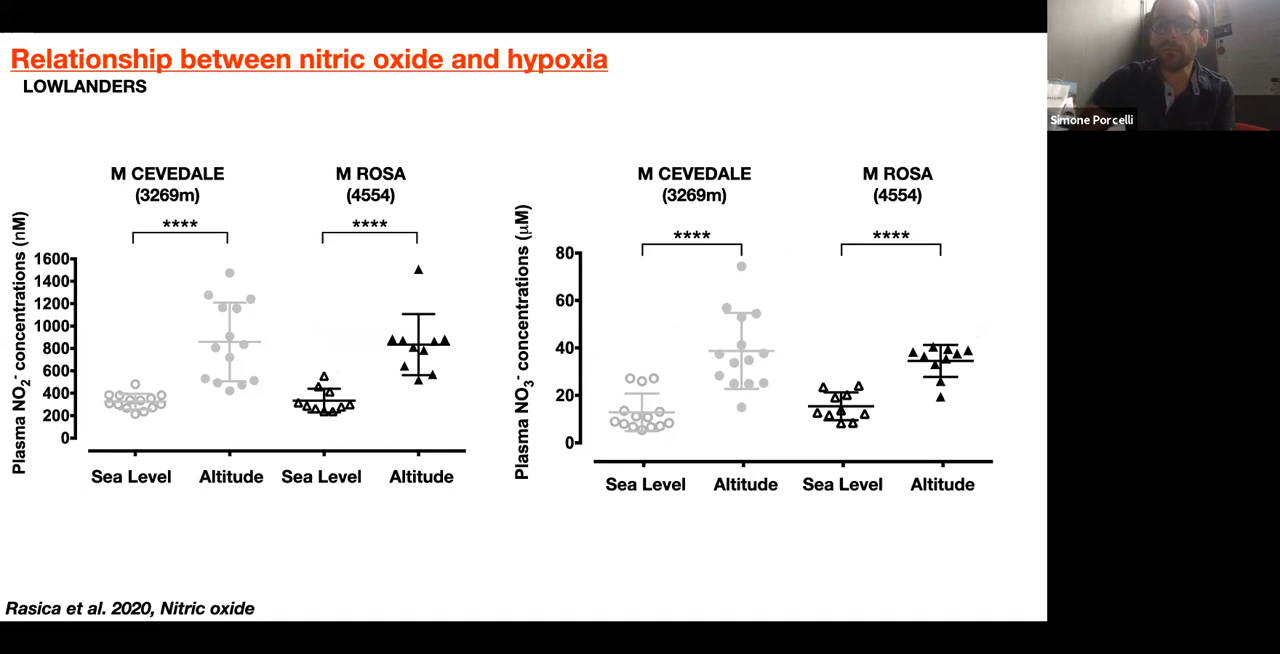 Relationship between nitric oxide and hypoxia
LOWLANDERS
Simone Porcelli
M CEVEDALE
(3269m)
M ROSA
(4554)
****
****
Plasma NO2- concentrations (nM)
1600
1400
1200
1000
800
600
400
200
0
Sea Level
Altitude
Sea Level
Altitude
M CEVEDALE
(3269m)
M ROSA
(4554)
****
****
Plasma NO3- concentrations (μM)
80
60
40
20
0
Sea Level
Altitude
Sea Level
Altitude
Rasica et al. 2020, Nitric oxide